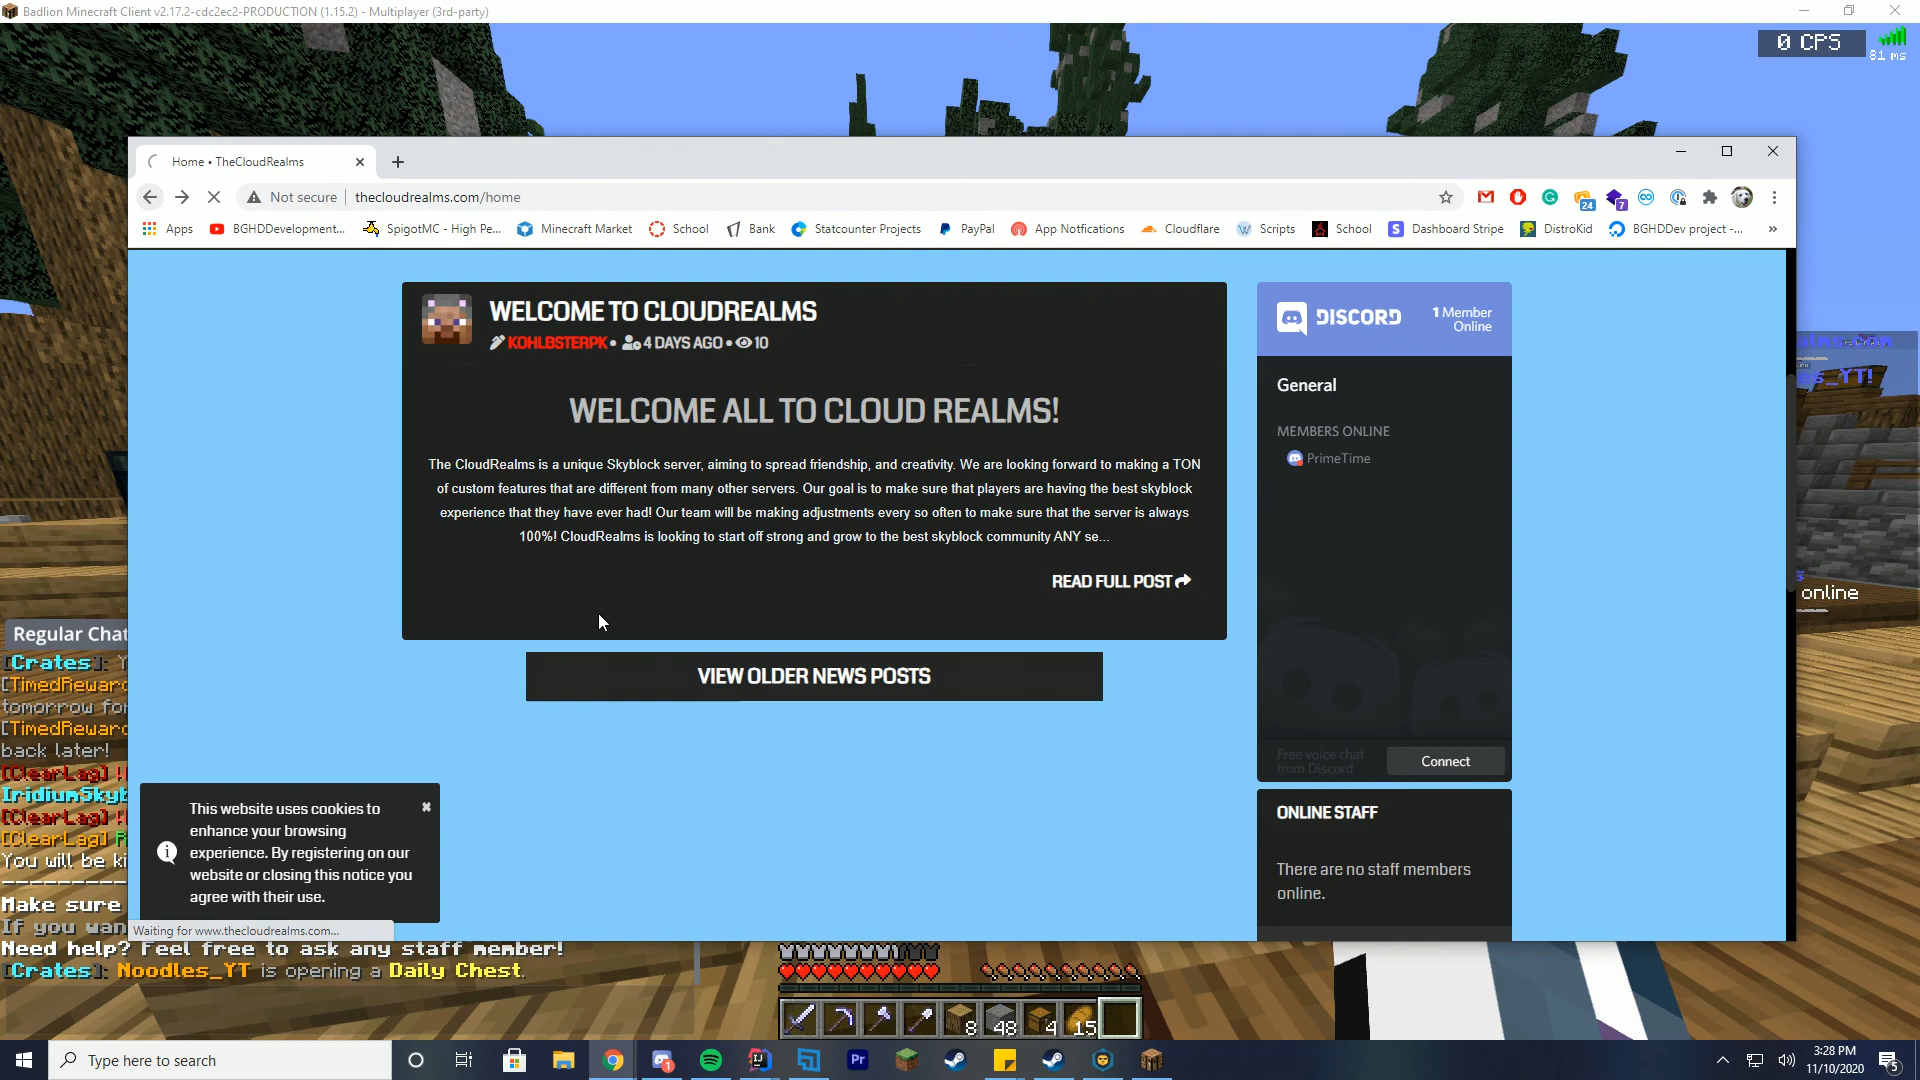 Badlion Minecraft Client v2.17.2-cdc2ec2-PRODUCTION (1.15.2) - Multiplayer (3rd-party)
0 CPS
81 ms
Home • TheCloudRealms
Not secure
thecloudrealms.com/home
24
7
Apps
BGHDDevelopment...
SpigotMC - High Pe...
Minecraft Market
School
Bank
Statcounter Projects
PayPal
App Notfications
Cloudflare
Scripts
School
Dashboard Stripe
DistroKid
BGHDDev project -...
»
WELCOME TO CLOUDREALMS
KOHLBSTERPK • 4 DAYS AGO • 10
WELCOME ALL TO CLOUD REALMS!
The CloudRealms is a unique Skyblock server, aiming to spread friendship, and creativity. We are looking forward to making a TON
of custom features that are different from many other servers. Our goal is to make sure that players are having the best skyblock
experience that they have ever had! Our team will be making adjustments every so often to make sure that the server is always
100%! CloudRealms is looking to start off strong and grow to the best skyblock community ANY se...
READ FULL POST
VIEW OLDER NEWS POSTS
DISCORD
1 Member
Online
General
MEMBERS ONLINE
PrimeTime
Free voice chat
from Discord
Connect
ONLINE STAFF
There are no staff members
online.
es_YT!
online
This website uses cookies to
enhance your browsing
experience. By registering on our
website or closing this notice you
agree with their use.
Waiting for www.thecloudrealms.com...
Regular Chat
[Crates]: Y
[TimedReward
tomorrow for
[TimedReward
back later!
[ClearLag] !
IridiumSkyb
[ClearLag] !
[ClearLag] R
You will be ki
Make sure
If you wan
Need help? Feel free to ask any staff member!
[Crates]: Noodles_YT is opening a Daily Chest.
8
48
4
15
Type here to search
1
Pr
3:28 PM
11/10/2020
5